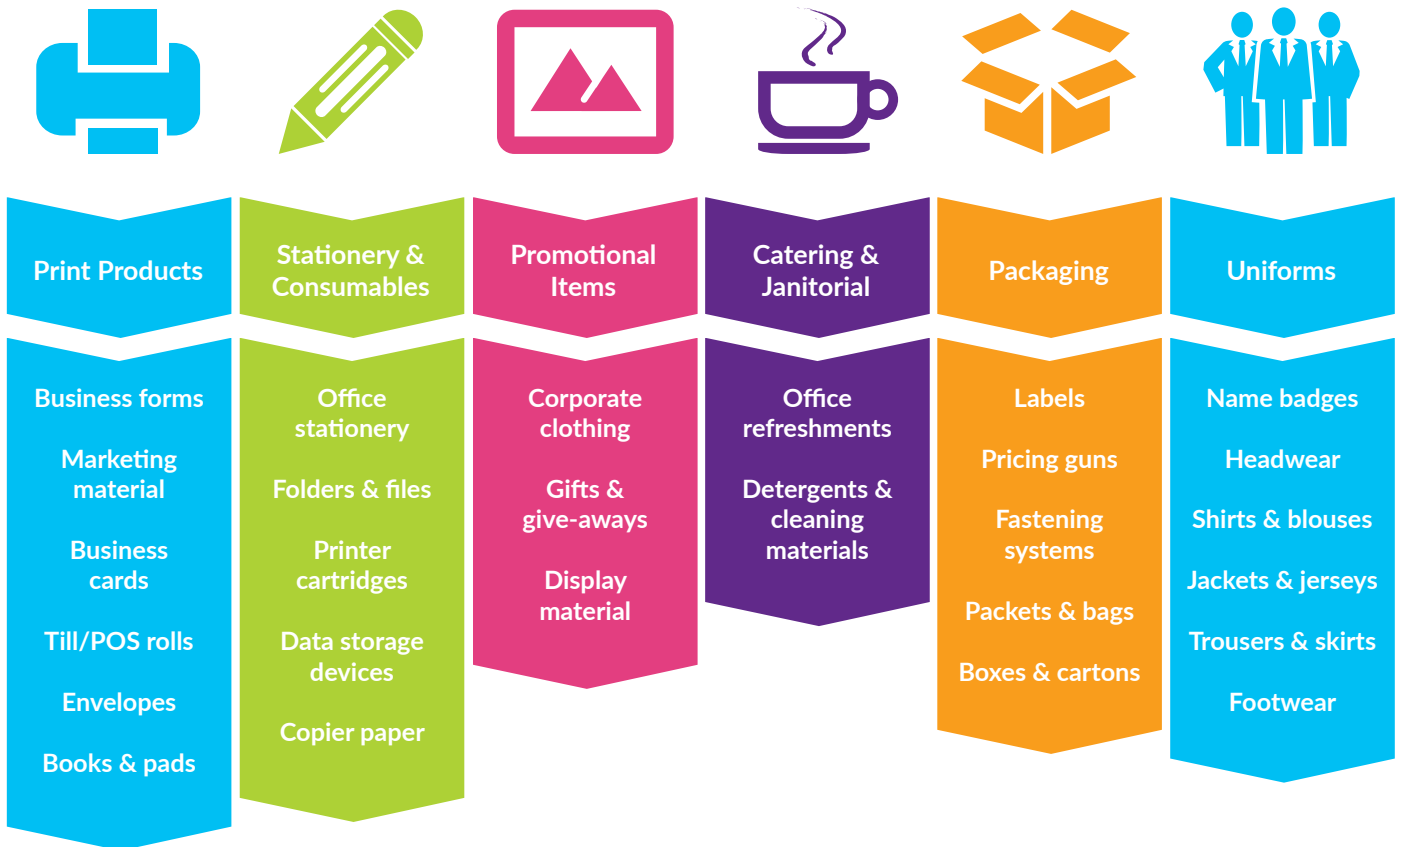 Print Products
Stationery &
Consumables
Promotional
Items
Catering &
Janitorial
Packaging
Uniforms
Business forms
Marketing
material
Business
cards
Till/POS rolls
Envelopes
Books & pads
Office
stationery
Folders & files
Printer
cartridges
Data storage
devices
Copier paper
Corporate
clothing
Gifts &
give-aways
Display
material
Office
refreshments
Detergents &
cleaning
materials
Labels
Pricing guns
Fastening
systems
Packets & bags
Boxes & cartons
Name badges
Headwear
Shirts & blouses
Jackets & jerseys
Trousers & skirts
Footwear